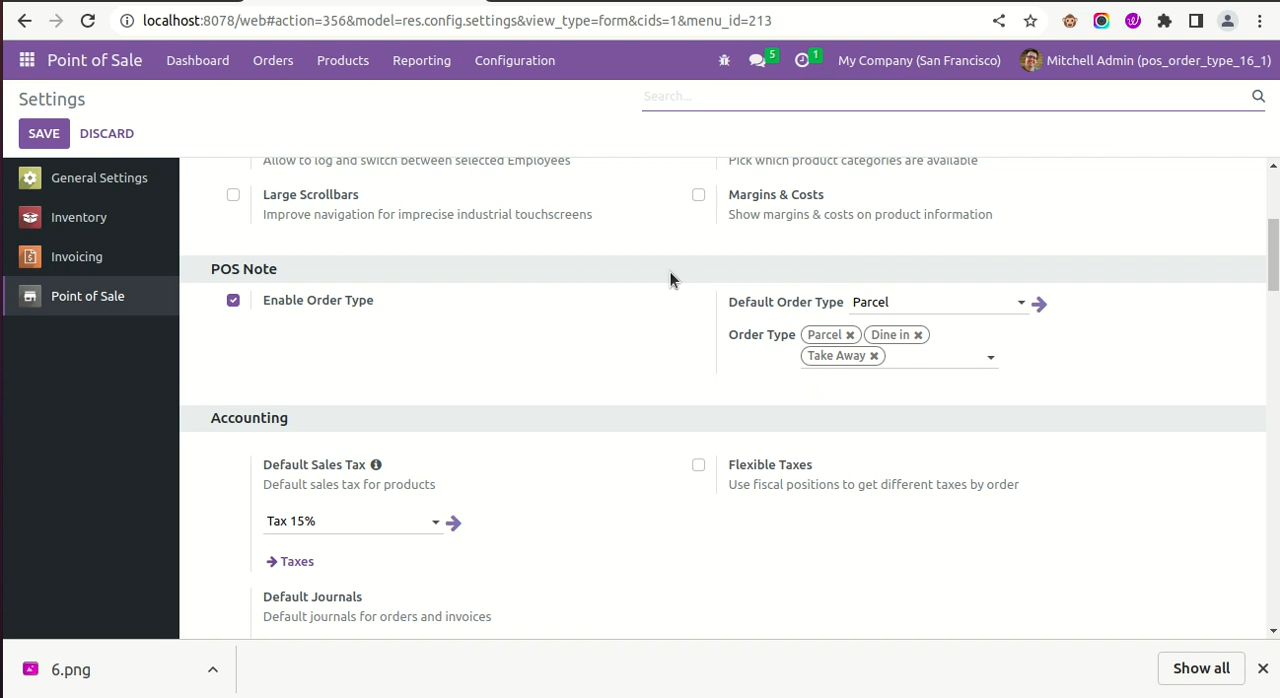 localhost:8078/web#action=356&model=res.config.settings&view_type=form&cids=1&menu_id=213
Point of Sale Dashboard Orders Products Reporting Configuration 5 1 My Company (San Francisco) Mitchell Admin (pos_order_type_16_1)
Settings Search...
SAVE DISCARD
General Settings
Inventory
Invoicing
Point of Sale
Allow to log and switch between selected Employees Pick which product categories are available
Large Scrollbars Margins & Costs
Improve navigation for imprecise industrial touchscreens Show margins & costs on product information
POS Note
Enable Order Type Default Order Type Parcel
Order Type Parcel Dine in
Take Away
Accounting
Default Sales Tax Flexible Taxes
Default sales tax for products Use fiscal positions to get different taxes by order
Tax 15%
Taxes
Default Journals
Default journals for orders and invoices
6.png Show all